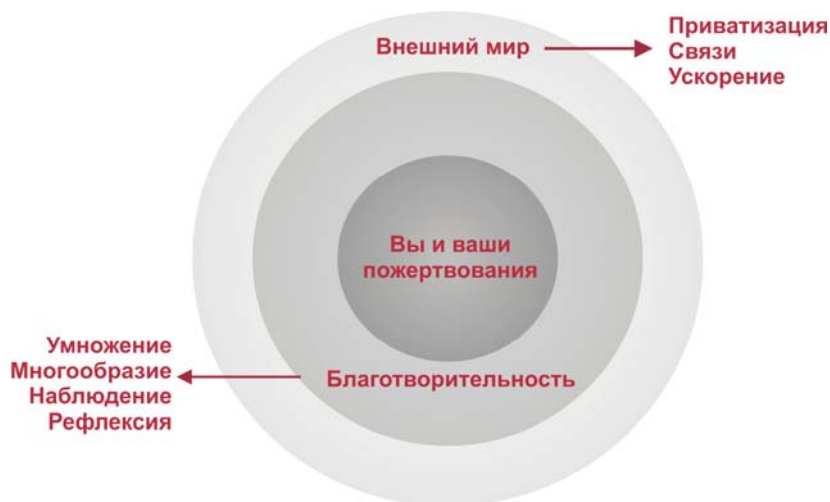 Внешний мир
Приватизация
Связи
Ускорение
Вы и ваши
пожертвования
Умножение
Многообразие
Наблюдение
Рефлексия
Благотворительность